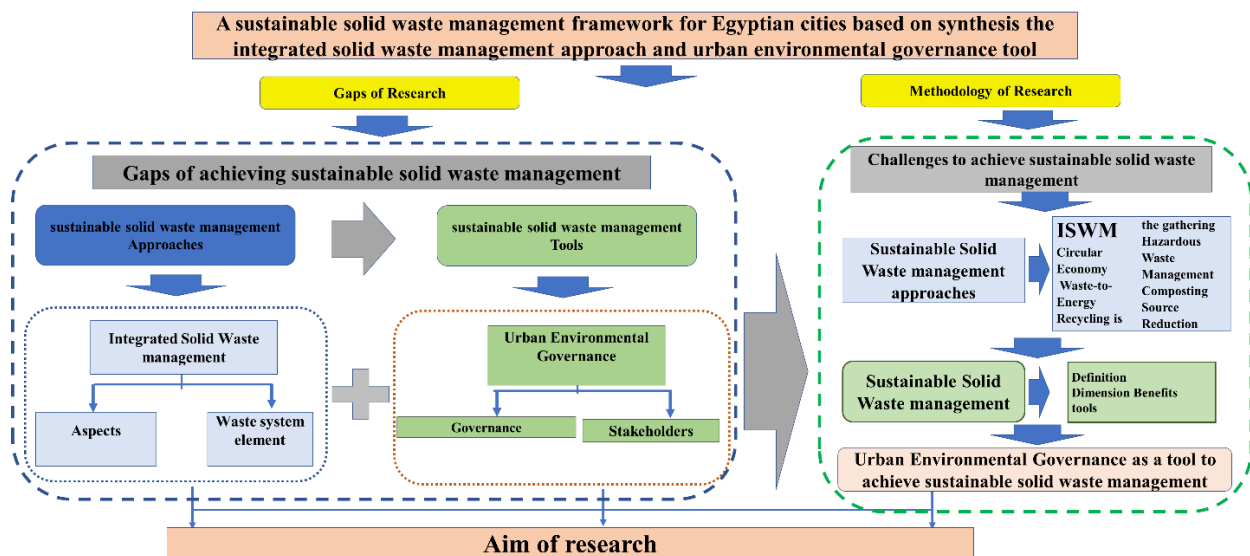 A sustainable solid waste management framework for Egyptian cities based on synthesis the
integrated solid waste management approach and urban environmental governance tool
Gaps of Research
Methodology of Research
Gaps of achieving sustainable solid waste management
sustainable solid waste management
Approaches
sustainable solid waste management
Tools
Integrated Solid Waste
management
Aspects
Waste system
element
Urban Environmental
Governance
Governance
Stakeholders
Challenges to achieve sustainable solid waste
management
Sustainable Solid
Waste management
approaches
ISWM
Circular
Economy
Waste-to-
Energy
Recycling is
the gathering
Hazardous
Waste
Management
Composting
Source
Reduction
Sustainable Solid
Waste management
Definition
Dimension Benefits
tools
Urban Environmental Governance as a tool to
achieve sustainable solid waste management
Aim of research